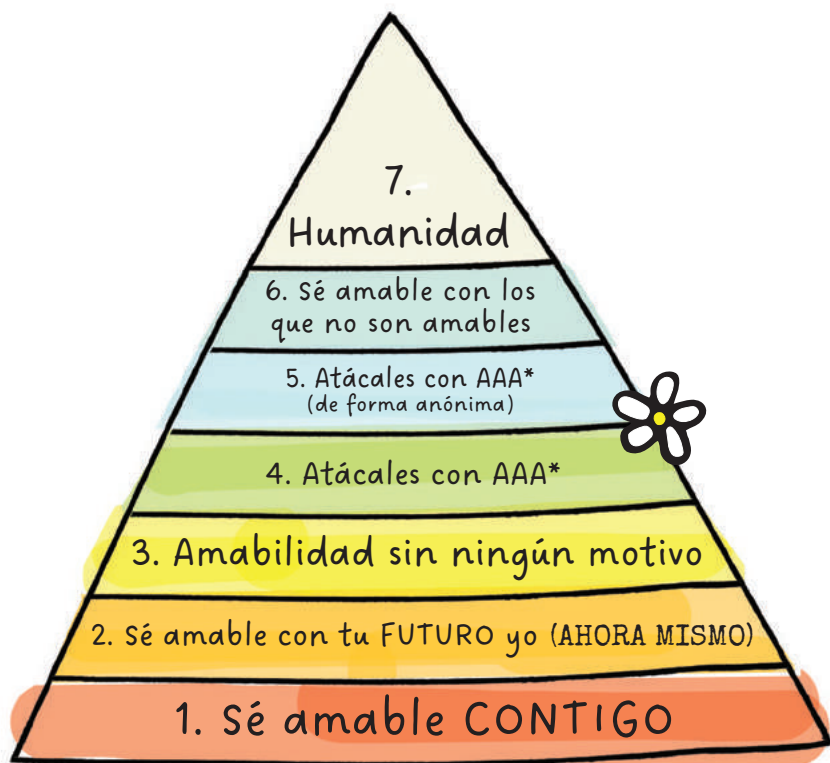 7.
Humanidad
6. Sé amable con los
que no son amables
5. Atácales con AAA*
(de forma anónima)
4. Atácales con AAA*
3. Amabilidad sin ningún motivo
2. Sé amable con tu FUTURO yo (AHORA MISMO)
1. Sé amable CONTIGO